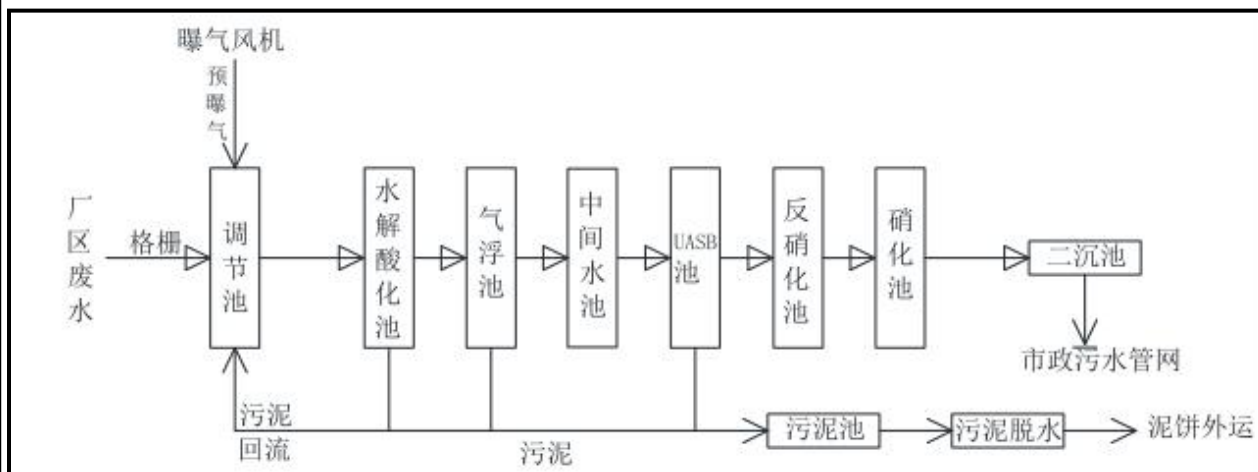 曝气风机
预曝气
厂区废水
格栅
调节池
水解酸化池
气浮池
中间水池
UASB
池
反硝化池
硝化池
二沉池
市政污水管网
污泥
回流
污泥
污泥池
污泥脱水
泥饼外运